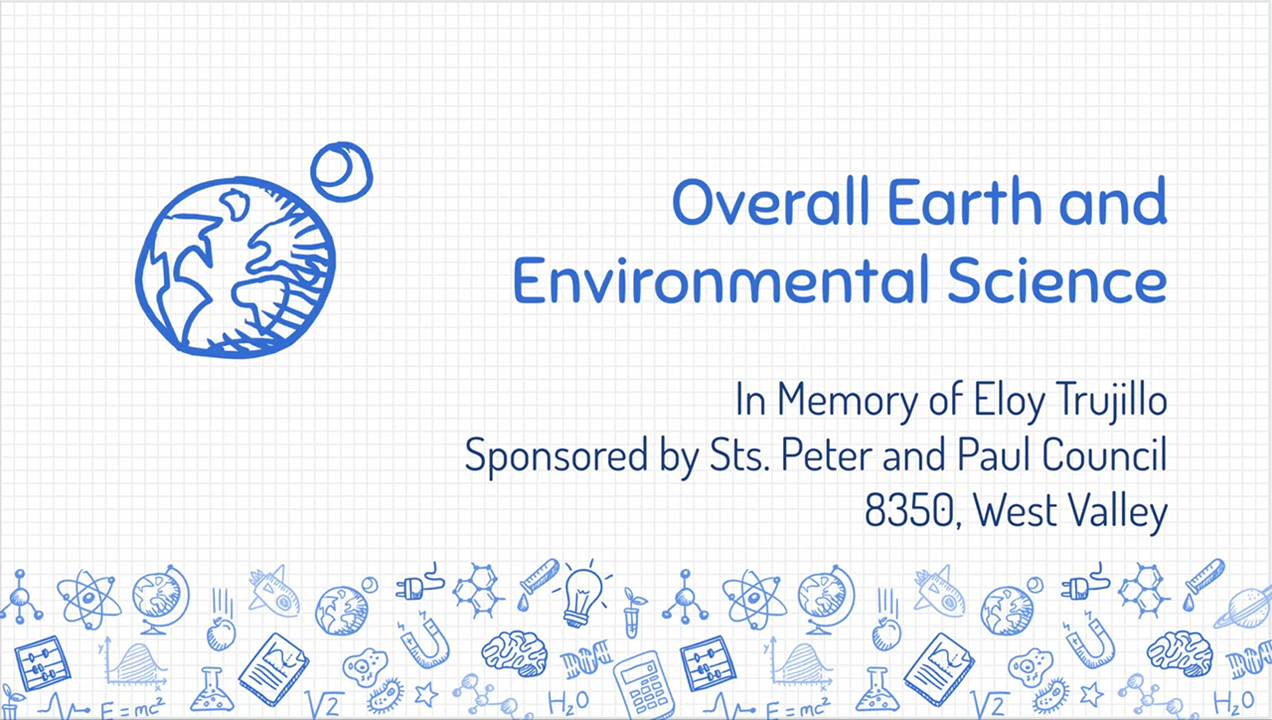 Overall Earth and
Environmental Science
In Memory of Eloy Trujillo
Sponsored by Sts. Peter and Paul Council
8350, West Valley
y
x
√2
H₂O
y
x
√2
H₂O
E=mc²
E=mc²